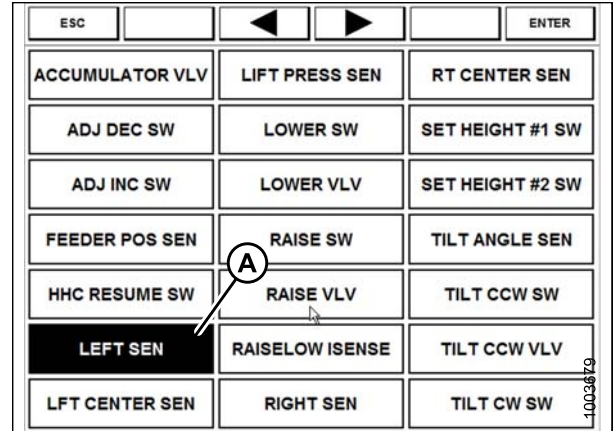 ESC ENTER
ACCUMULATOR VLV LIFT PRESS SEN RT CENTER SEN
ADJ DEC SW LOWER SW SET HEIGHT #1 SW
ADJ INC SW LOWER VLV SET HEIGHT #2 SW
FEEDER POS SEN RAISE SW TILT ANGLE SEN
A
HHC RESUME SW RAISE VLV TILT CCW SW
LEFT SEN RAISELOW ISENSE TILT CCW VLV
LFT CENTER SEN RIGHT SEN TILT CW SW
1003679